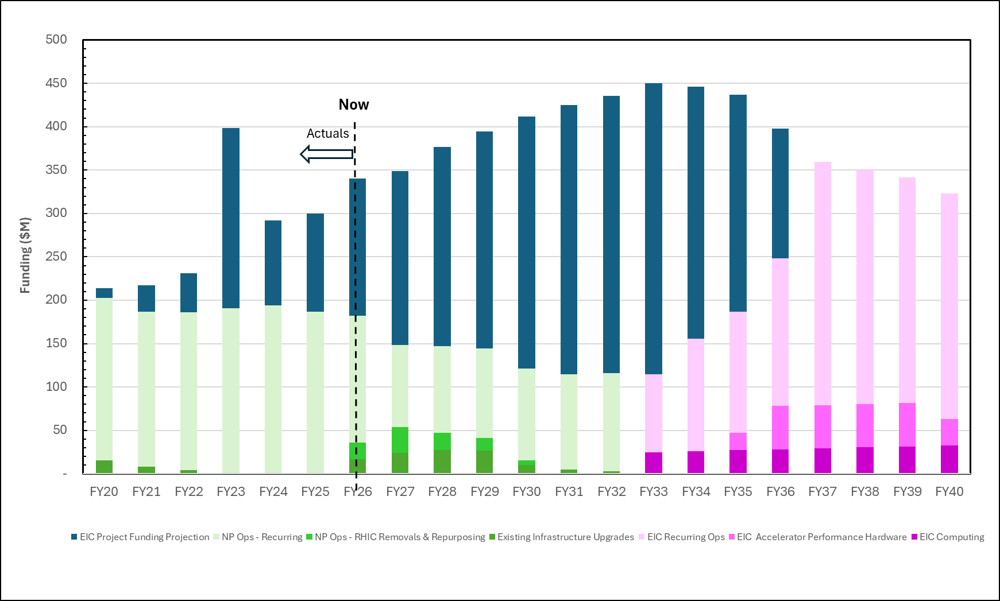 500
450
400
350
300
250
200
150
100
50
-
Funding ($M)
Now
Actuals
FY20 FY21 FY22 FY23 FY24 FY25 FY26 FY27 FY28 FY29 FY30 FY31 FY32 FY33 FY34 FY35 FY36 FY37 FY38 FY39 FY40
EIC Project Funding Projection NP Ops - Recurring NP Ops - RHIC Removals & Repurposing Existing Infrastructure Upgrades EIC Recurring Ops EIC Accelerator Performance Hardware EIC Computing